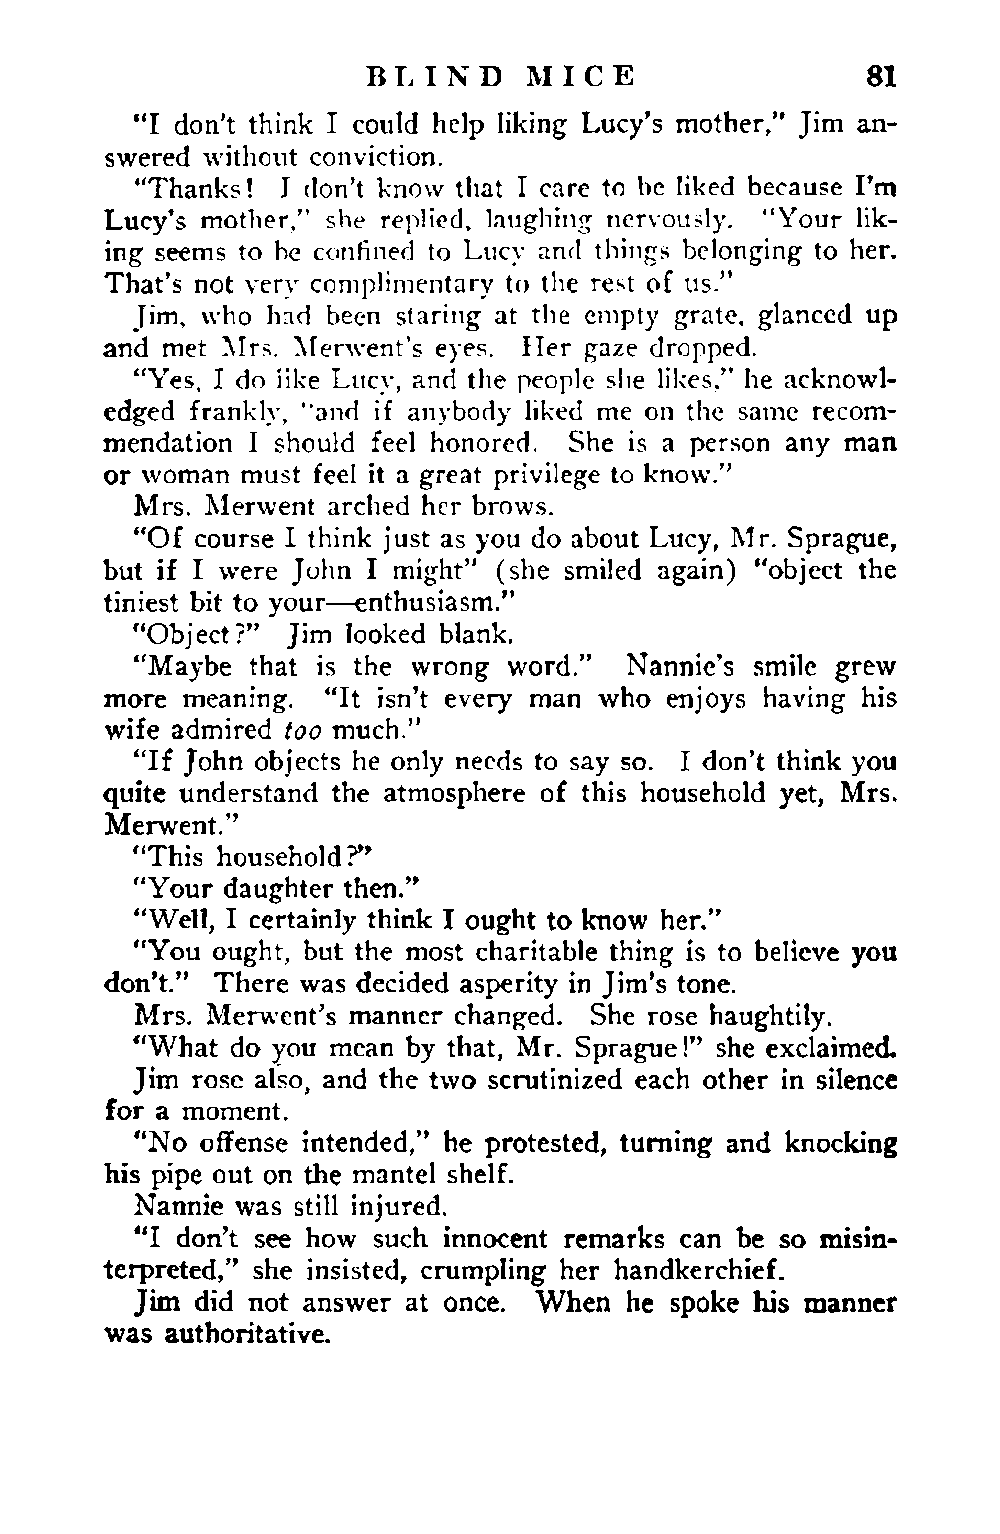 BLIND MICE 81
"I don't think I could help liking Lucy's mother," Jim an-
swered without conviction.
"Thanks! I don't know that I care to be liked because I'm
Lucy's mother," she replied, laughing nervously. "Your lik-
ing seems to be confined to Lucy and things belonging to her.
That's not very complimentary to the rest of us."
Jim, who had been staring at the empty grate, glanced up
and met Mrs. Merwent's eyes. Her gaze dropped.
"Yes, I do like Lucy, and the people she likes," he acknowl-
edged frankly, "and if anybody liked me on the same recom-
mendation I should feel honored. She is a person any man
or woman must feel it a great privilege to know."
Mrs. Merwent arched her brows.
"Of course I think just as you do about Lucy, Mr. Sprague,
but if I were John I might" (she smiled again) "object the
tiniest bit to your—enthusiasm."
"Object?" Jim looked blank.
"Maybe that is the wrong word." Nannie's smile grew
more meaning. "It isn't every man who enjoys having his
wife admired too much."
"If John objects he only needs to say so. I don't think you
quite understand the atmosphere of this household yet, Mrs.
Merwent."
"This household?"
"Your daughter then."
"Well, I certainly think I ought to know her."
"You ought, but the most charitable thing is to believe you
don't." There was decided asperity in Jim's tone.
Mrs. Merwent's manner changed. She rose haughtily.
"What do you mean by that, Mr. Sprague!" she exclaimed.
Jim rose also, and the two scrutinized each other in silence
for a moment.
"No offense intended," he protested, turning and knocking
his pipe out on the mantel shelf.
Nannie was still injured.
"I don't see how such innocent remarks can be so misin-
terpreted," she insisted, crumpling her handkerchief.
Jim did not answer at once. When he spoke his manner
was authoritative.